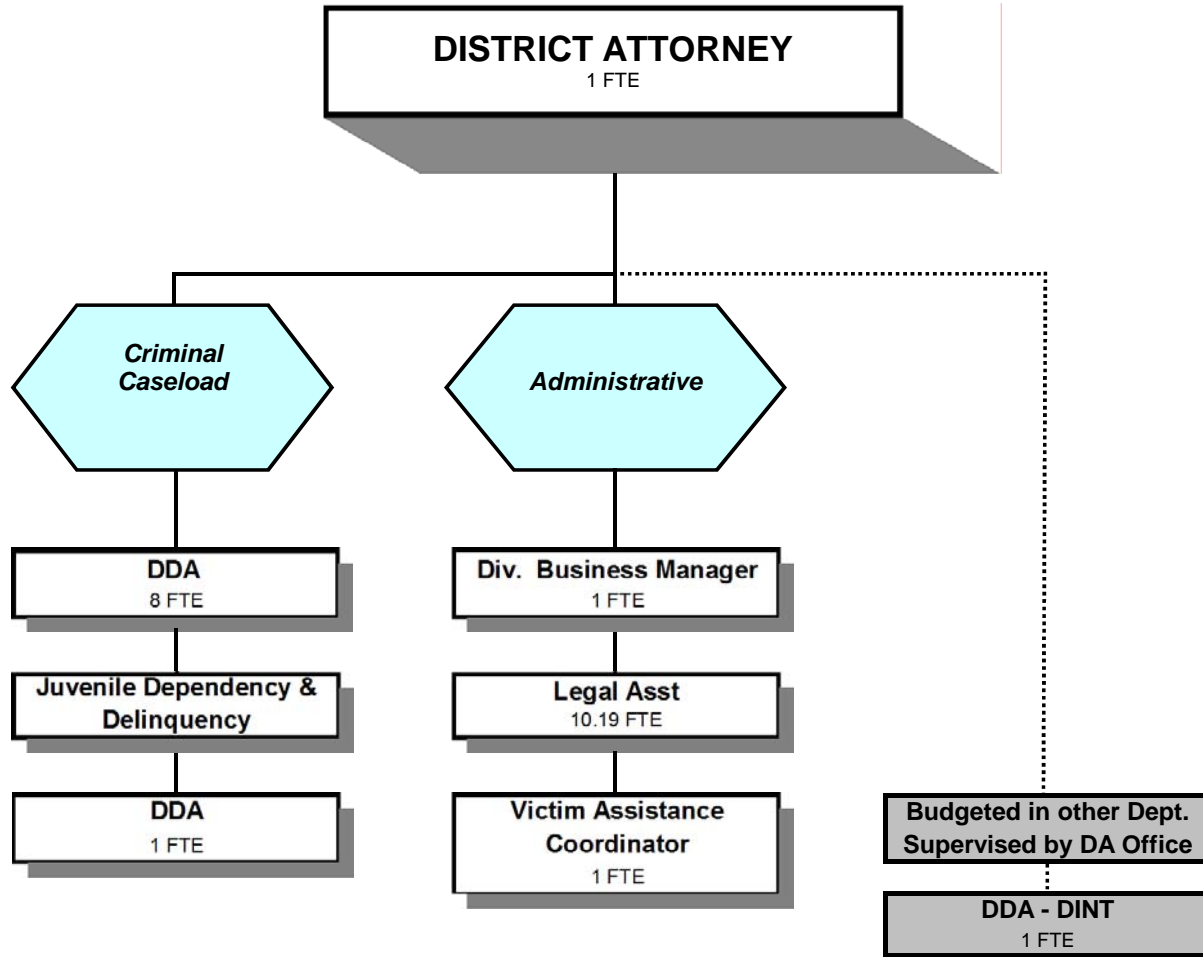 DISTRICT ATTORNEY
1 FTE
Criminal
Caseload
DDA
8 FTE
Juvenile Dependency &
Delinquency
DDA
1 FTE
Administrative
Div. Business Manager
1 FTE
Legal Asst
10.19 FTE
Victim Assistance
Coordinator
1 FTE
Budgeted in other Dept.
Supervised by DA Office
DDA - DINT
1 FTE